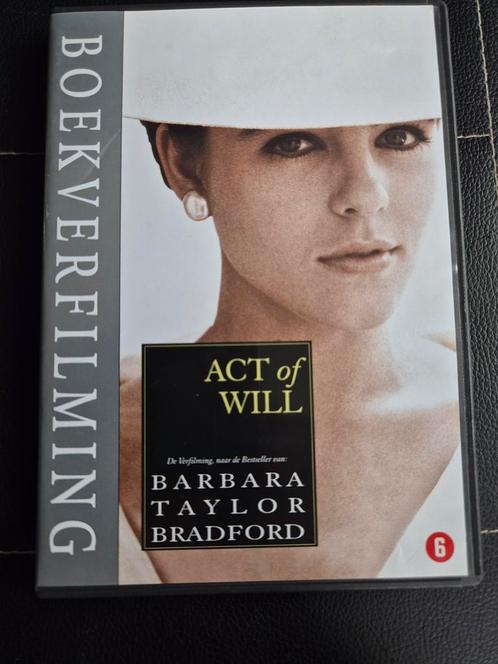 BOEKVERFILMING
ACT of
WILL
De Verfilming, naar de Bestseller van:
BARBARA
TAYLOR
BRADFORD
6